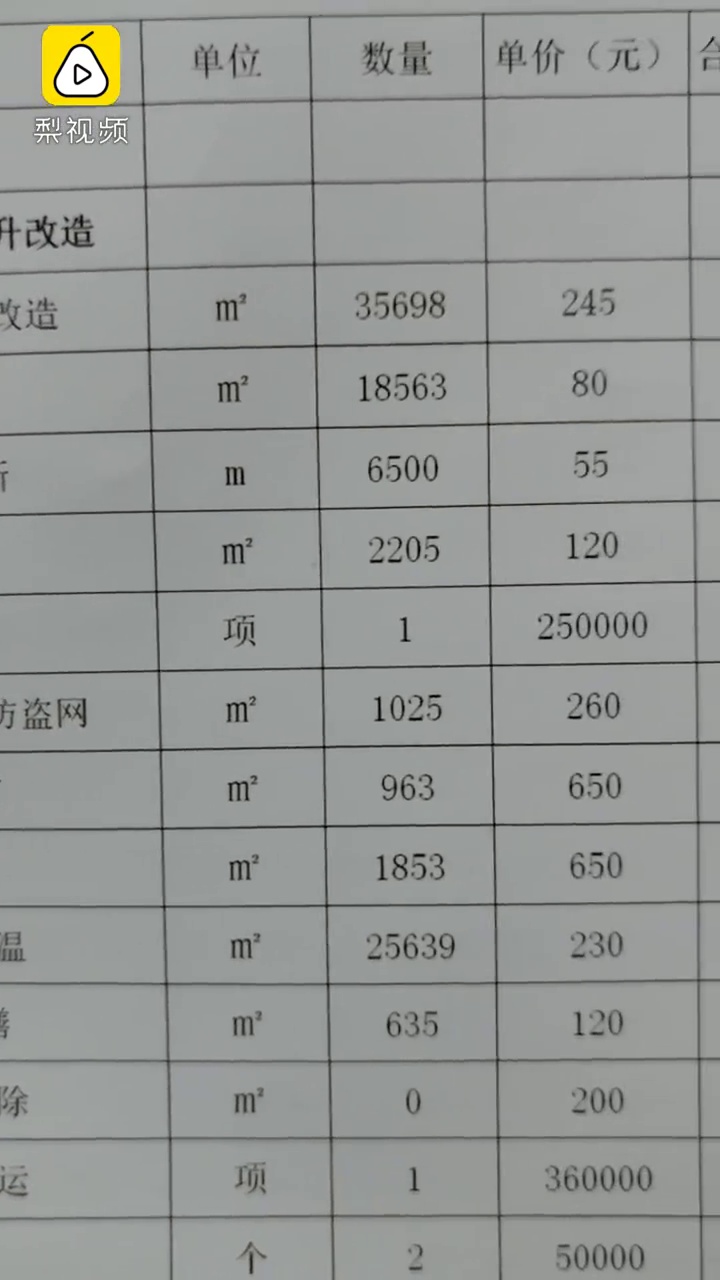 单位 数量 单价（元）
梨视频
升改造
改造 m² 35698 245
m² 18563 80
m 6500 55
m² 2205 120
项 1 250000
防盗网 m² 1025 260
m² 963 650
m² 1853 650
温 m² 25639 230
m² 635 120
除 m² 0 200
运 项 1 360000
个 2 50000